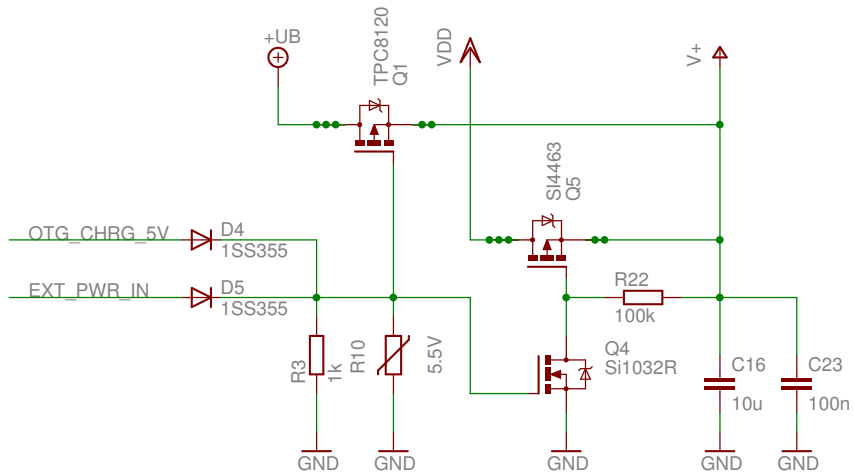 +UB
TPC8120
Q1
VDD
V+
SI4463
Q5
OTG_CHRG_5V
D4
1SS355
EXT_PWR_IN
D5
1SS355
R22
100k
R3
1k
R10
5.5V
Q4
Si1032R
C16
10u
C23
100n
GND
GND
GND
GND
GND